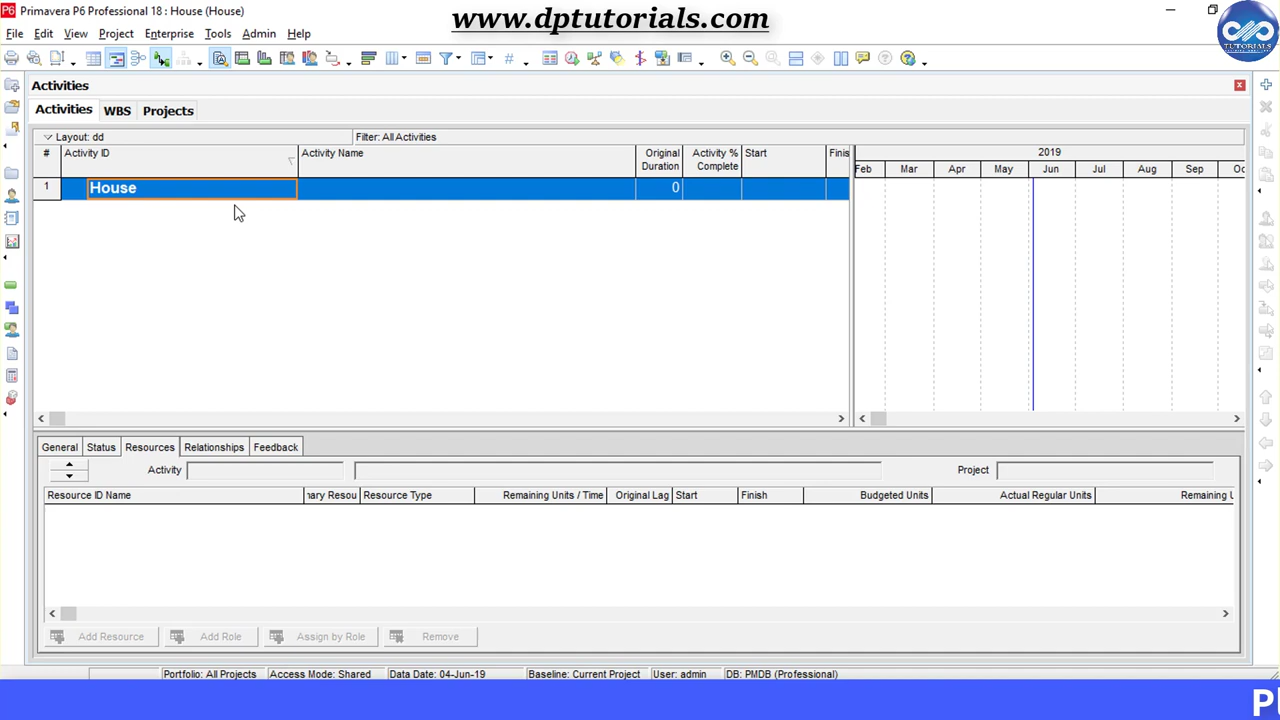 Primavera P6 Professional 18 : House (House)
www.dptutorials.com
TUTORIALS
File Edit View Project Enterprise Tools Admin Help
Activities
Activities WBS Projects
Layout: dd Filter: All Activities
# Activity ID Activity Name Original Duration Activity % Complete Start Finis
2019
Feb Mar Apr May Jun Jul Aug Sep Oc
1 House 0
General Status Resources Relationships Feedback
Activity Project
Resource ID Name nary Resou Resource Type Remaining Units / Time Original Lag Start Finish Budgeted Units Actual Regular Units Remaining U
Add Resource Add Role Assign by Role Remove
Portfolio: All Projects Access Mode: Shared Data Date: 04-Jun-19 Baseline: Current Project User: admin DB: PMDB (Professional)